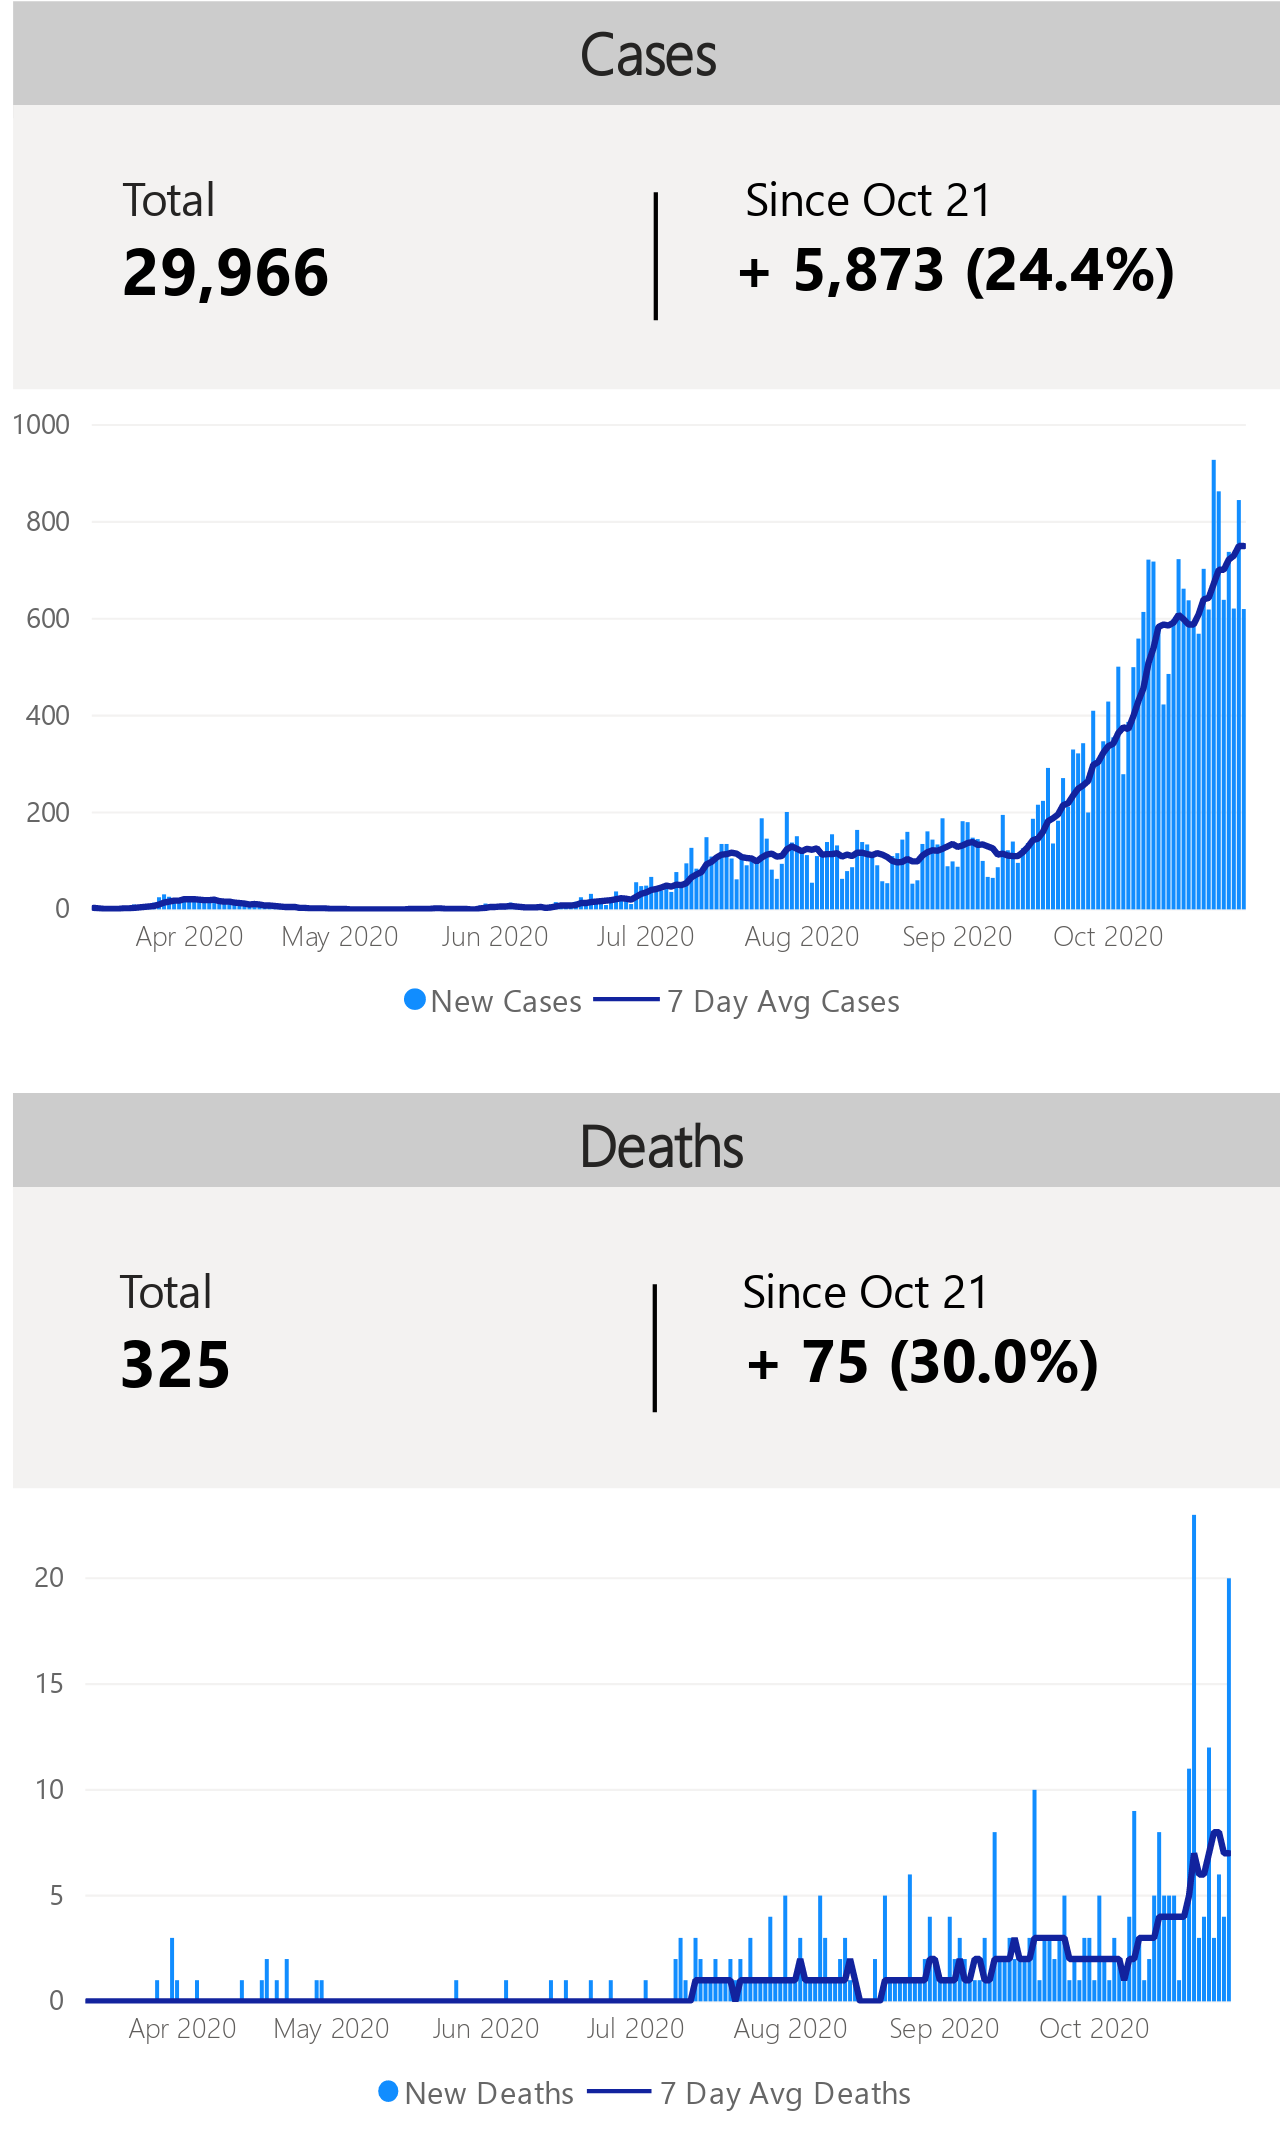 Cases
Total
Since Oct 21
29,966
+ 5,873 (24.4%)
1000
800
600
400
200
0
Apr 2020 May 2020 Jun 2020 Jul 2020 Aug 2020 Sep 2020 Oct 2020
New Cases 7 Day Avg Cases
Deaths
Total
Since Oct 21
325
+ 75 (30.0%)
20
15
10
5
0
Apr 2020 May 2020 Jun 2020 Jul 2020 Aug 2020 Sep 2020 Oct 2020
New Deaths 7 Day Avg Deaths